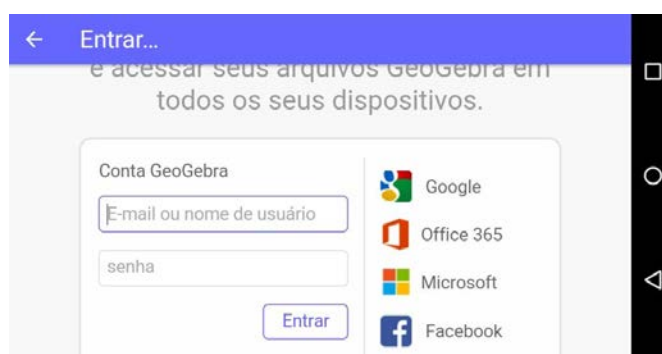 Entrar...
e acessar seus arquivos GeoGebra em
todos os seus dispositivos.
Conta GeoGebra
E-mail ou nome de usuário
senha
Entrar
Google
Office 365
Microsoft
Facebook